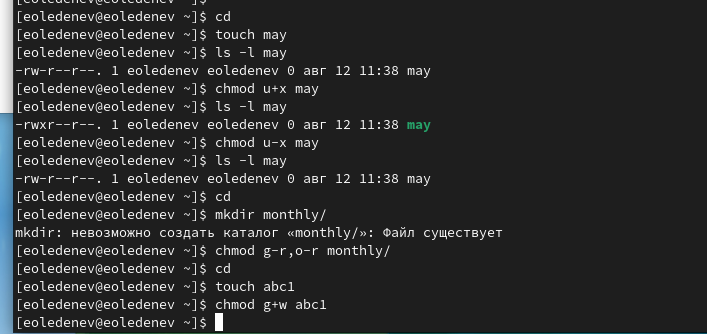 [eoledenev@eoledenev ~]$
[eoledenev@eoledenev ~]$ cd
[eoledenev@eoledenev ~]$ touch may
[eoledenev@eoledenev ~]$ ls -l may
-rw-r--r--. 1 eoledenev eoledenev 0 авг 12 11:38 may
[eoledenev@eoledenev ~]$ chmod u+x may
[eoledenev@eoledenev ~]$ ls -l may
-rwxr--r--. 1 eoledenev eoledenev 0 авг 12 11:38 may
[eoledenev@eoledenev ~]$ chmod u-x may
[eoledenev@eoledenev ~]$ ls -l may
-rw-r--r--. 1 eoledenev eoledenev 0 авг 12 11:38 may
[eoledenev@eoledenev ~]$ cd
[eoledenev@eoledenev ~]$ mkdir monthly/
mkdir: невозможно создать каталог «monthly/»: Файл существует
[eoledenev@eoledenev ~]$ chmod g-r,o-r monthly/
[eoledenev@eoledenev ~]$ cd
[eoledenev@eoledenev ~]$ touch abc1
[eoledenev@eoledenev ~]$ chmod g+w abc1
[eoledenev@eoledenev ~]$